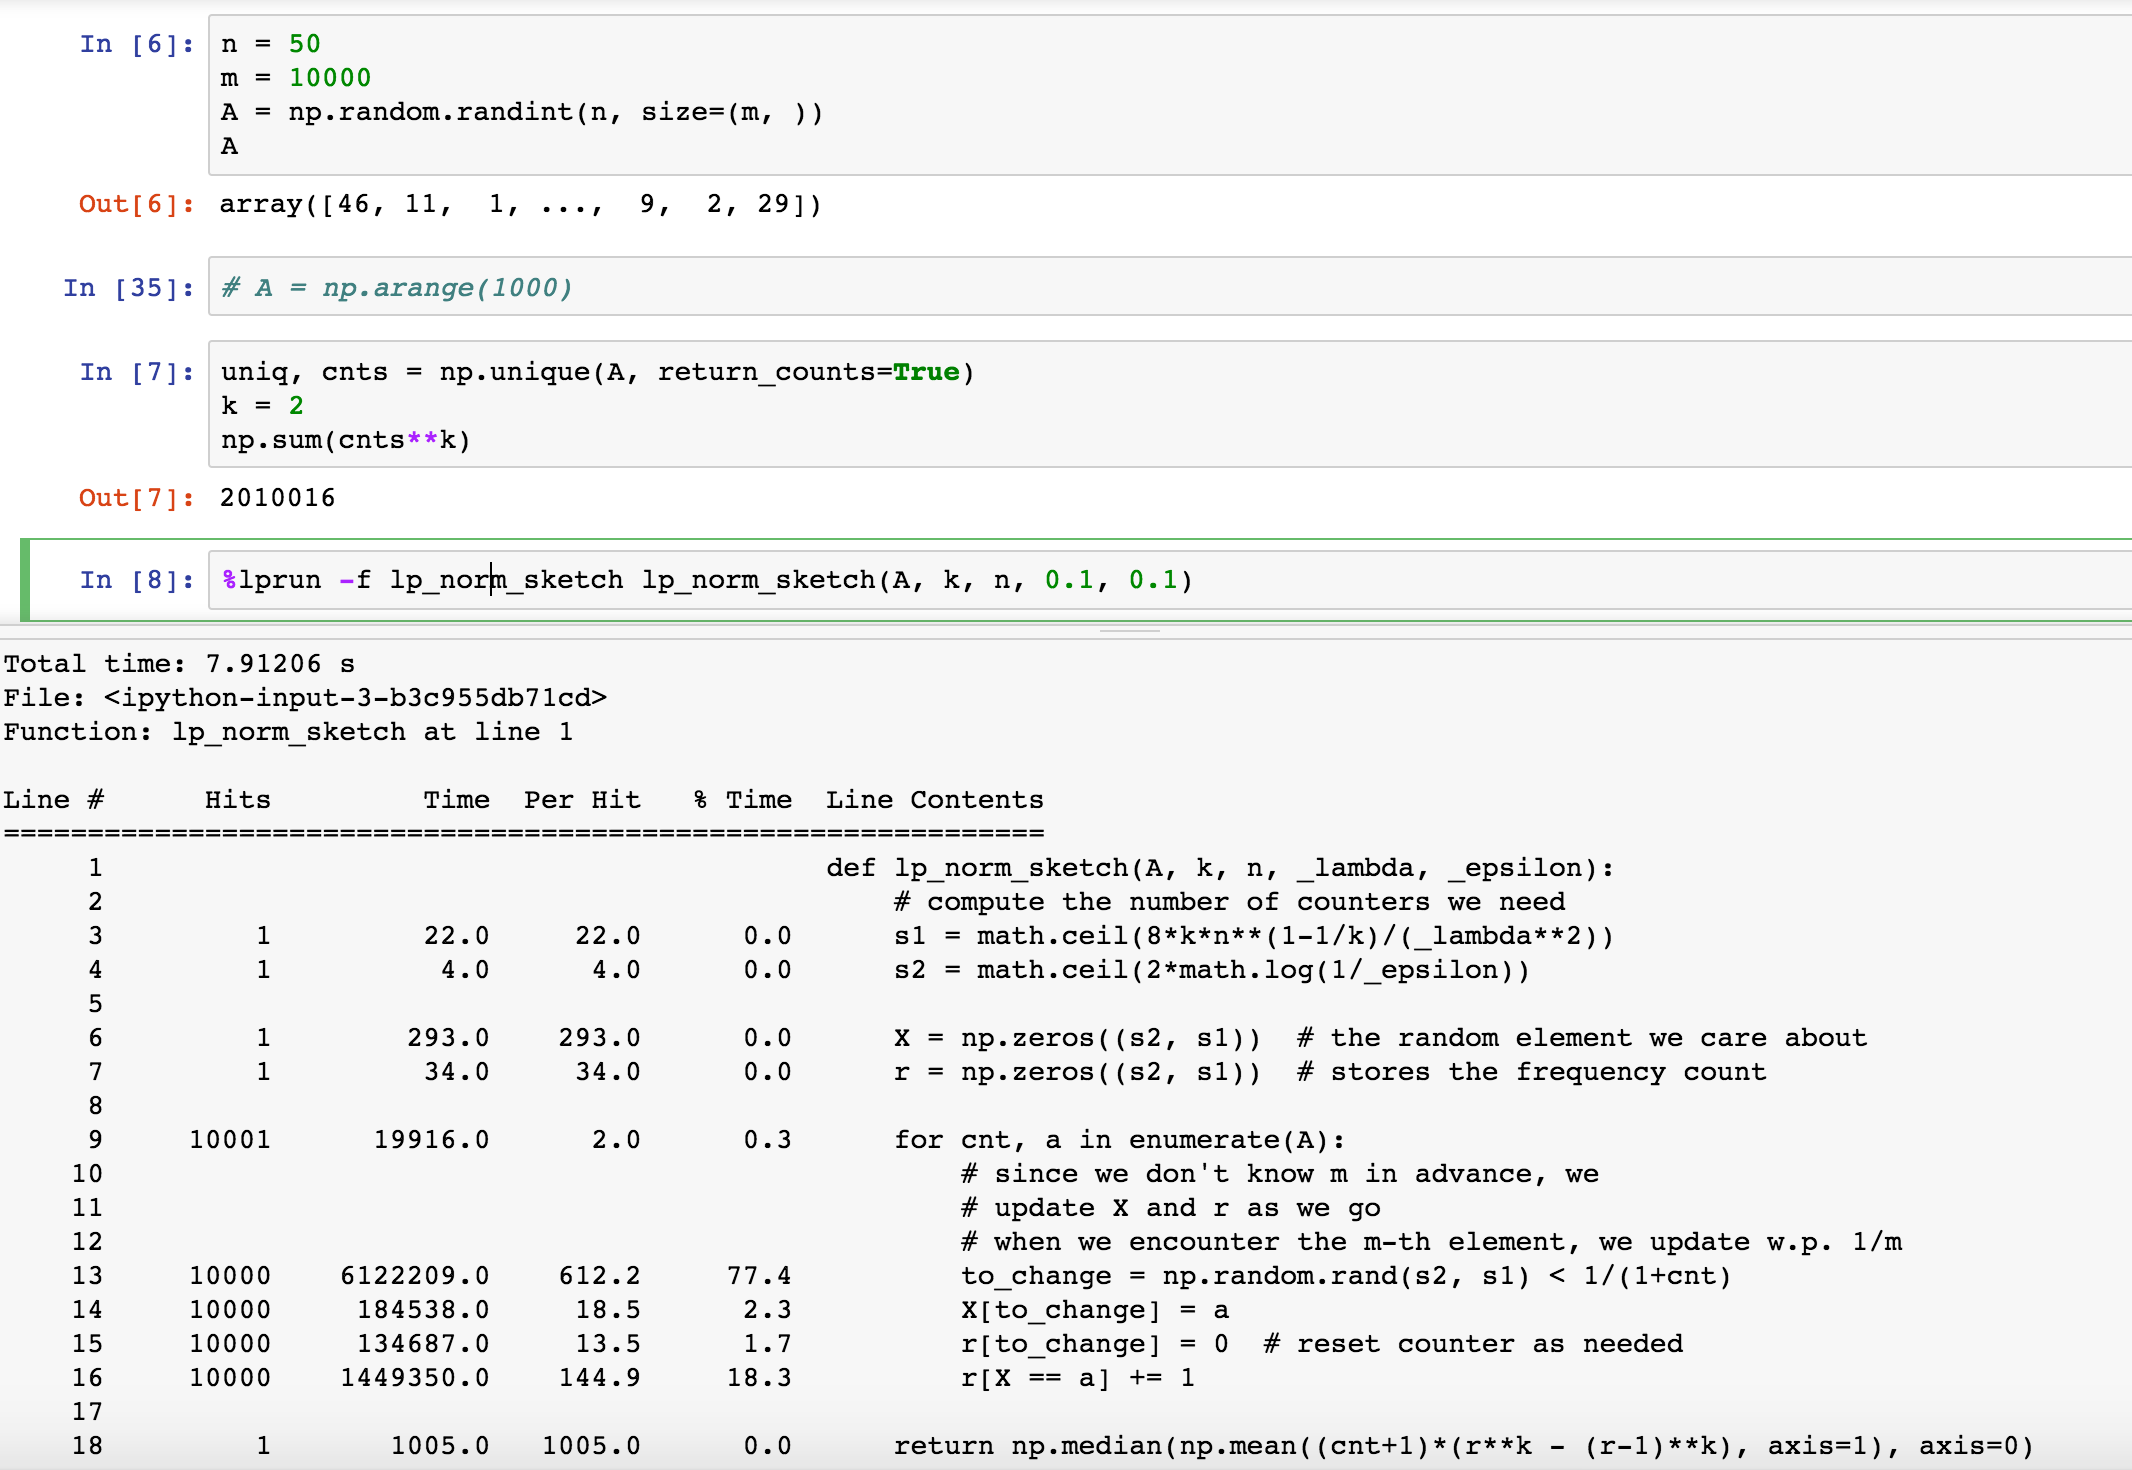 In [6]: n = 50
m = 10000
A = np.random.randint(n, size=(m, ))
A
Out[6]: array([46, 11,  1, ...,  9,  2, 29])
In [35]: # A = np.arange(1000)
In [7]: uniq, cnts = np.unique(A, return_counts=True)
k = 2
np.sum(cnts**k)
Out[7]: 2010016
In [8]: %lprun -f lp_norm_sketch lp_norm_sketch(A, k, n, 0.1, 0.1)
Total time: 7.91206 s
File: <ipython-input-3-b3c955db71cd>
Function: lp_norm_sketch at line 1
Line #      Hits         Time  Per Hit   % Time  Line Contents
==============================================================
     1                                           def lp_norm_sketch(A, k, n, _lambda, _epsilon):
     2                                               # compute the number of counters we need
     3         1         22.0     22.0      0.0      s1 = math.ceil(8*k*n**(1-1/k)/(_lambda**2))
     4         1          4.0      4.0      0.0      s2 = math.ceil(2*math.log(1/_epsilon))
     5
     6         1        293.0    293.0      0.0      X = np.zeros((s2, s1))  # the random element we care about
     7         1         34.0     34.0      0.0      r = np.zeros((s2, s1))  # stores the frequency count
     8
     9     10001      19916.0      2.0      0.3      for cnt, a in enumerate(A):
    10                                                   # since we don't know m in advance, we
    11                                                   # update X and r as we go
    12                                                   # when we encounter the m-th element, we update w.p. 1/m
    13     10000    6122209.0    612.2     77.4          to_change = np.random.rand(s2, s1) < 1/(1+cnt)
    14     10000     184538.0     18.5      2.3          X[to_change] = a
    15     10000     134687.0     13.5      1.7          r[to_change] = 0  # reset counter as needed
    16     10000    1449350.0    144.9     18.3          r[X == a] += 1
    17
    18         1       1005.0   1005.0      0.0      return np.median(np.mean((cnt+1)*(r**k - (r-1)**k), axis=1), axis=0)